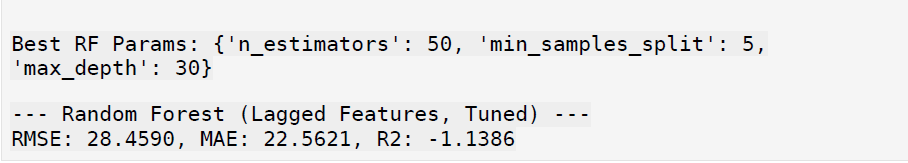 Best RF Params: {'n_estimators': 50, 'min_samples_split': 5,
'max_depth': 30}
--- Random Forest (Lagged Features, Tuned) ---
RMSE: 28.4590, MAE: 22.5621, R2: -1.1386